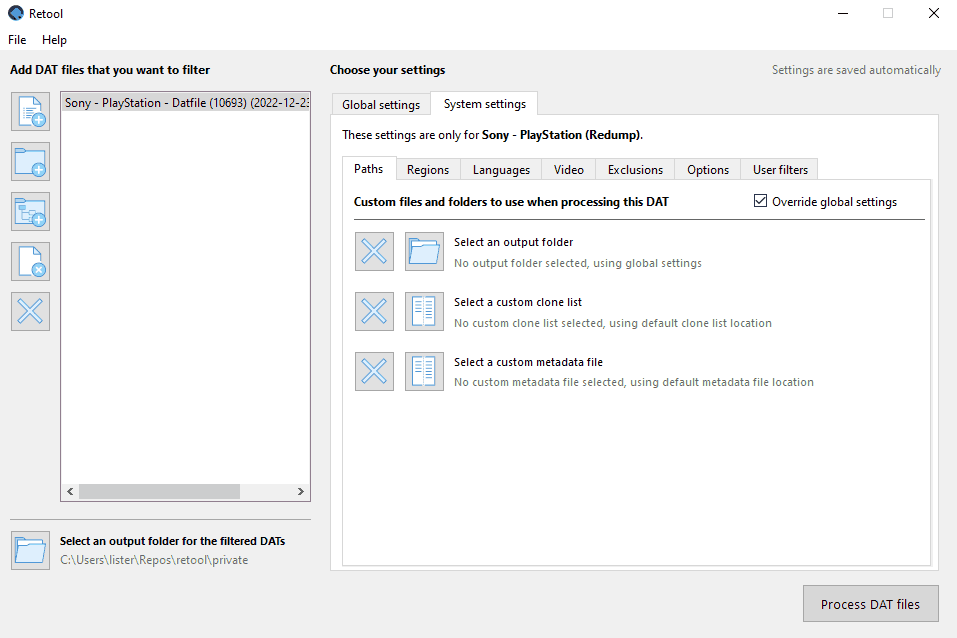 Retool
File Help
Add DAT files that you want to filter
Sony - PlayStation - Datfile (10693) (2022-12-23
Select an output folder for the filtered DATs
C:\Users\lister\Repos\retool\private
Choose your settings
Settings are saved automatically
Global settings System settings
These settings are only for Sony - PlayStation (Redump).
Paths Regions Languages Video Exclusions Options User filters
Custom files and folders to use when processing this DAT
Override global settings
Select an output folder
No output folder selected, using global settings
Select a custom clone list
No custom clone list selected, using default clone list location
Select a custom metadata file
No custom metadata file selected, using default metadata file location
Process DAT files